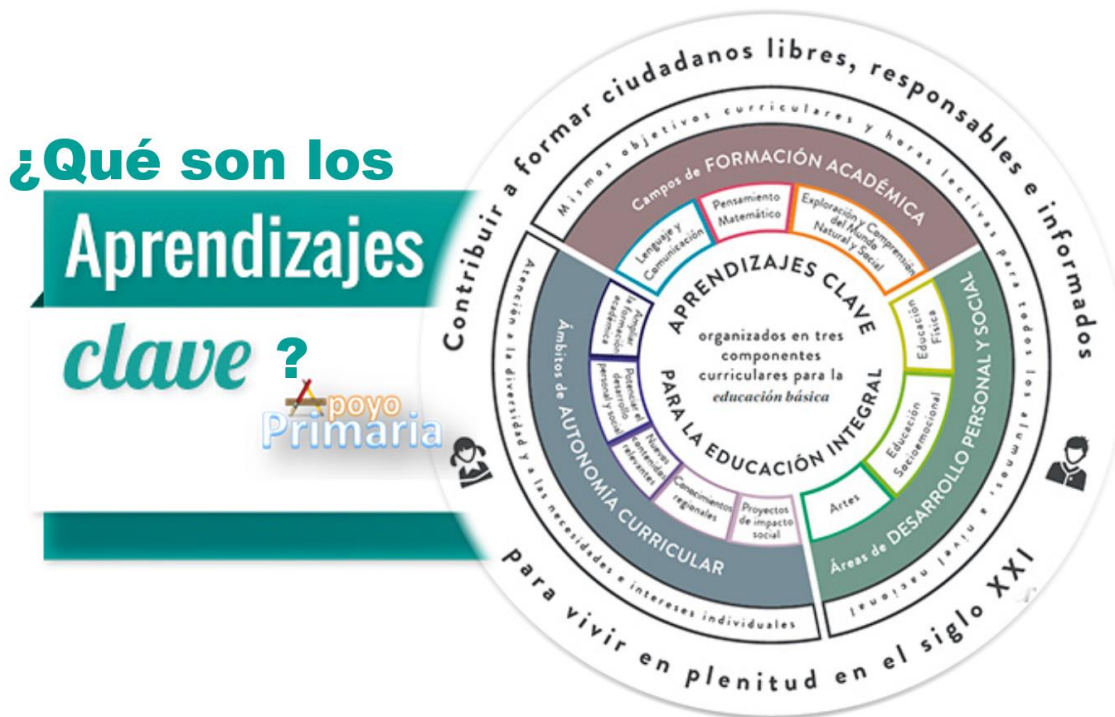 ¿Qué son los
Aprendizajes
clave ?
Apoyo
Primaria
Contribuir a formar ciudadanos libres, responsables e informados
para vivir en plenitud en el siglo XXI
Mismos objetivos curriculares y horas lectivas para todos los alumnos, a nivel nacional
Atención a la diversidad y a las necesidades e intereses individuales
Campos de FORMACIÓN ACADÉMICA
Lenguaje y
Comunicación
Pensamiento
Matemático
Exploración y Comprensión
del Mundo
Natural y Social
Áreas de DESARROLLO PERSONAL Y SOCIAL
Educación
Física
Educación
Socioemocional
Artes
Ámbitos de AUTONOMÍA CURRICULAR
Ampliar
la formación
académica
Potenciar el
desarrollo
personal y social
Nuevos
contenidos
relevantes
Conocimientos
regionales
Proyectos
de impacto
social
APRENDIZAJES CLAVE
organizados en tres
componentes
curriculares para la
educación básica
PARA LA EDUCACIÓN INTEGRAL